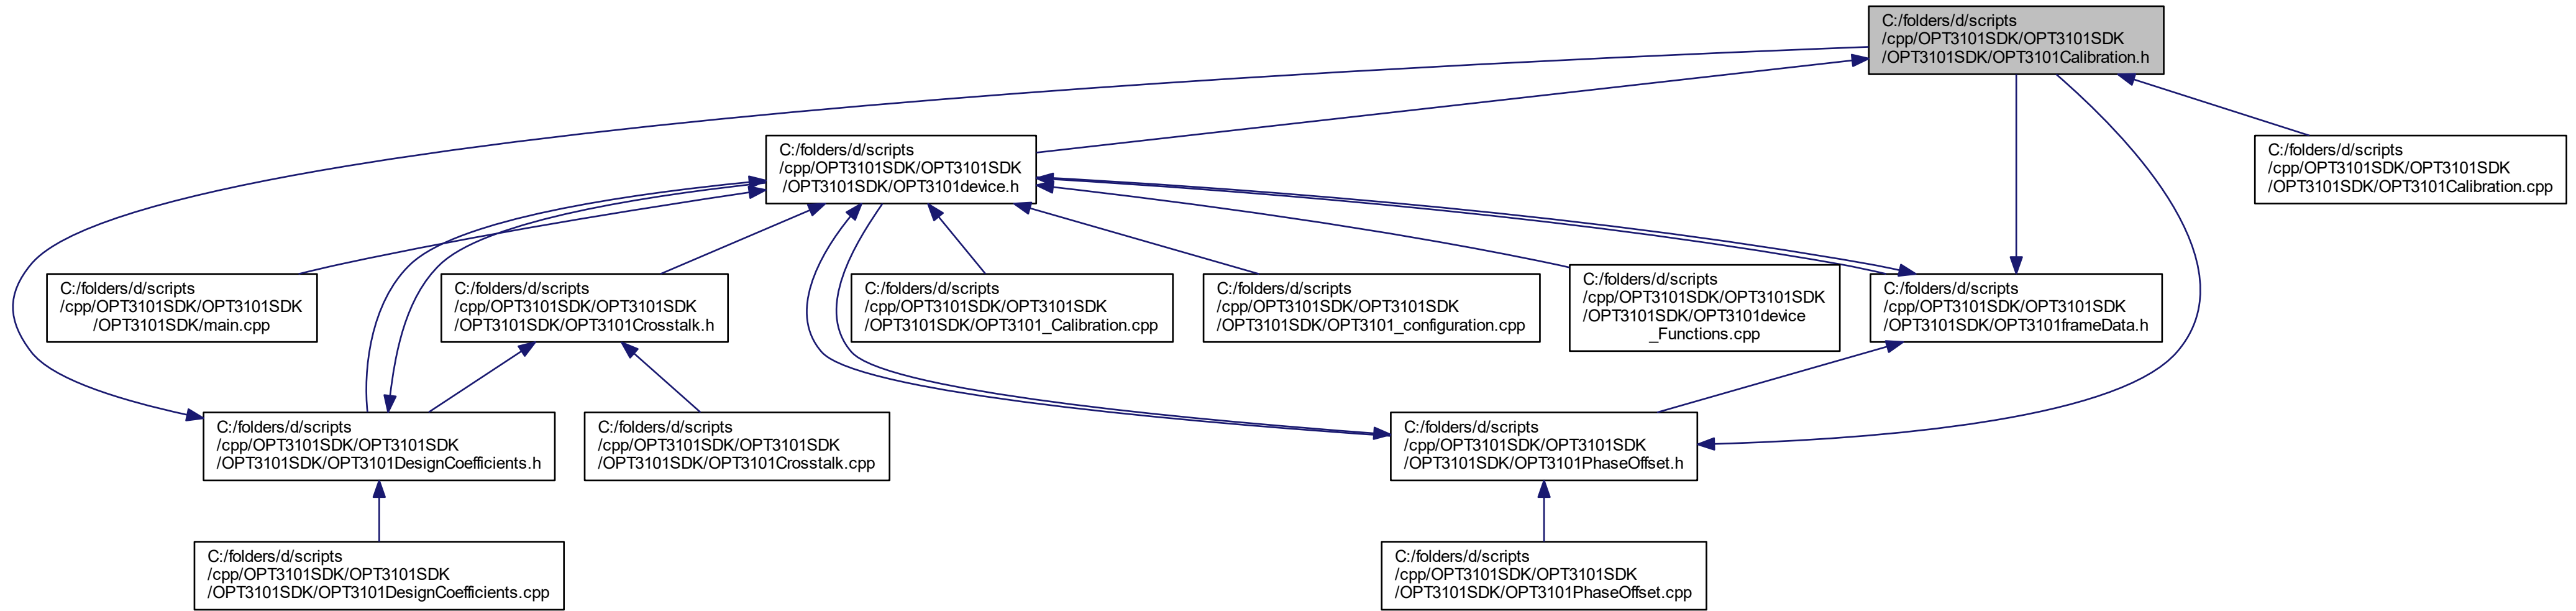 C:/folders/d/scripts
/cpp/OPT3101SDK/OPT3101SDK
/OPT3101SDK/OPT3101Calibration.h
C:/folders/d/scripts
/cpp/OPT3101SDK/OPT3101SDK
/OPT3101SDK/OPT3101device.h
C:/folders/d/scripts
/cpp/OPT3101SDK/OPT3101SDK
/OPT3101SDK/OPT3101Calibration.cpp
C:/folders/d/scripts
/cpp/OPT3101SDK/OPT3101SDK
/OPT3101SDK/main.cpp
C:/folders/d/scripts
/cpp/OPT3101SDK/OPT3101SDK
/OPT3101SDK/OPT3101Crosstalk.h
C:/folders/d/scripts
/cpp/OPT3101SDK/OPT3101SDK
/OPT3101SDK/OPT3101_Calibration.cpp
C:/folders/d/scripts
/cpp/OPT3101SDK/OPT3101SDK
/OPT3101SDK/OPT3101_configuration.cpp
C:/folders/d/scripts
/cpp/OPT3101SDK/OPT3101SDK
/OPT3101SDK/OPT3101device
_Functions.cpp
C:/folders/d/scripts
/cpp/OPT3101SDK/OPT3101SDK
/OPT3101SDK/OPT3101frameData.h
C:/folders/d/scripts
/cpp/OPT3101SDK/OPT3101SDK
/OPT3101SDK/OPT3101DesignCoefficients.h
C:/folders/d/scripts
/cpp/OPT3101SDK/OPT3101SDK
/OPT3101SDK/OPT3101Crosstalk.cpp
C:/folders/d/scripts
/cpp/OPT3101SDK/OPT3101SDK
/OPT3101SDK/OPT3101PhaseOffset.h
C:/folders/d/scripts
/cpp/OPT3101SDK/OPT3101SDK
/OPT3101SDK/OPT3101DesignCoefficients.cpp
C:/folders/d/scripts
/cpp/OPT3101SDK/OPT3101SDK
/OPT3101SDK/OPT3101PhaseOffset.cpp